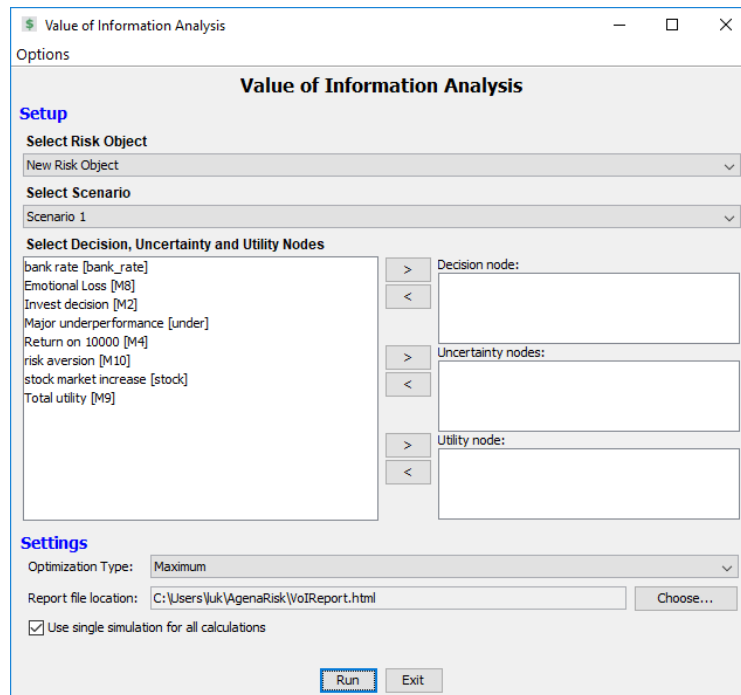 $ Value of Information Analysis
Options
Value of Information Analysis
Setup
Select Risk Object
New Risk Object
Select Scenario
Scenario 1
Select Decision, Uncertainty and Utility Nodes
bank rate [bank_rate]
Emotional Loss [M8]
Invest decision [M2]
Major underperformance [under]
Return on 10000 [M4]
risk aversion [M10]
stock market increase [stock]
Total utility [M9]
>
<
Decision node:
>
<
Uncertainty nodes:
>
<
Utility node:
Settings
Optimization Type: Maximum
Report file location: C:\Users\luk\AgenaRisk\VoIReport.html Choose...
Use single simulation for all calculations
Run Exit